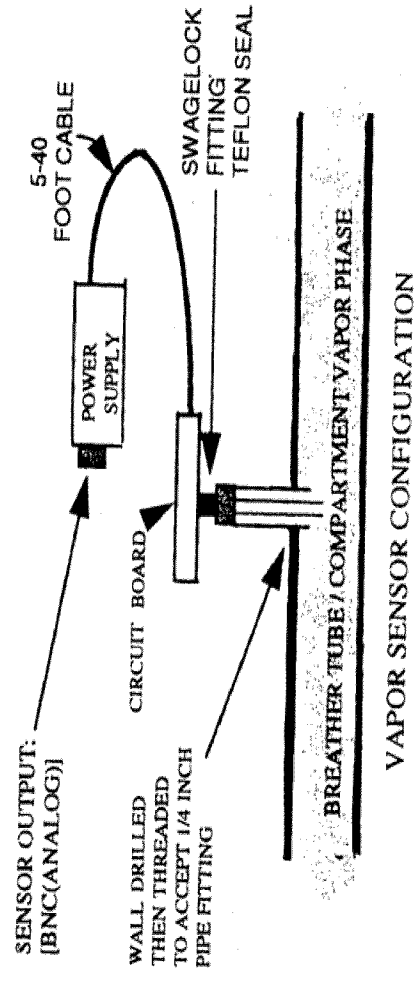 SENSOR OUTPUT:
[BNC(ANALOG)]
POWER
SUPPLY
5-40
FOOT CABLE
CIRCUIT BOARD
SWAGELOCK
FITTING
TEFLON SEAL
WALL DRILLED
THEN THREADED
TO ACCEPT 1/4 INCH
PIPE FITTING
BREATHER TUBE / COMPARTMENT VAPOR PHASE
VAPOR SENSOR CONFIGURATION